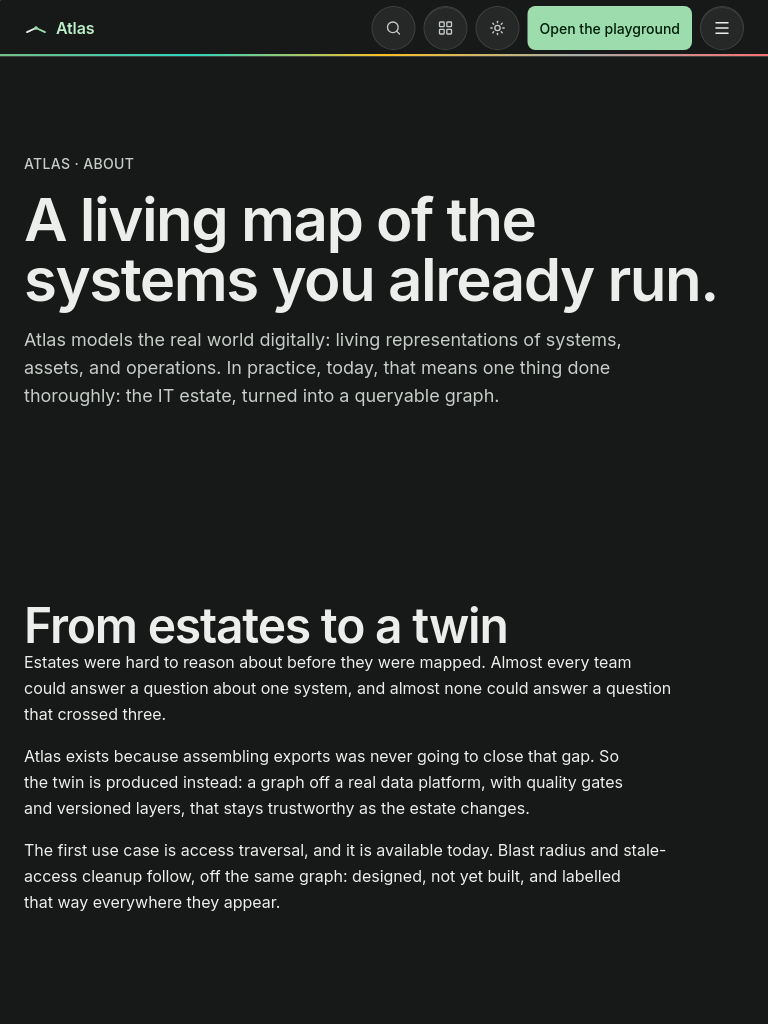 Atlas
Open the playground
ATLAS · ABOUT
A living map of the
systems you already run.
Atlas models the real world digitally: living representations of systems,
assets, and operations. In practice, today, that means one thing done
thoroughly: the IT estate, turned into a queryable graph.
From estates to a twin
Estates were hard to reason about before they were mapped. Almost every team
could answer a question about one system, and almost none could answer a question
that crossed three.
Atlas exists because assembling exports was never going to close that gap. So
the twin is produced instead: a graph off a real data platform, with quality gates
and versioned layers, that stays trustworthy as the estate changes.
The first use case is access traversal, and it is available today. Blast radius and stale-
access cleanup follow, off the same graph: designed, not yet built, and labelled
that way everywhere they appear.